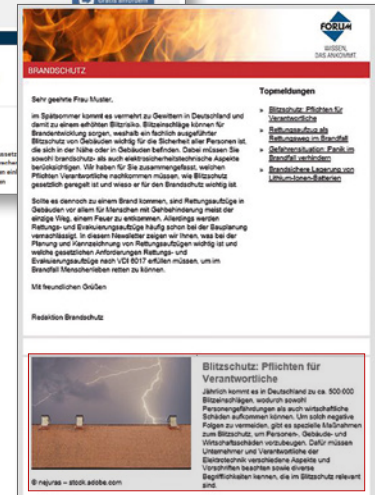 Gratis anfordern
FORUM
WISSEN,
DAS ANKOMMT.
BRANDSCHUTZ
Sehr geehrte Frau Muster,
im Spätsommer kommt es vermehrt zu Gewittern in Deutschland und
damit zu einem erhöhten Blitzrisiko. Blitzeinschläge können für
Brandentwicklung sorgen, weshalb ein fachlich ausgeführter
Blitzschutz von Gebäuden wichtig für die Sicherheit aller Personen ist,
die sich in der Nähe oder in Gebäuden befinden. Dabei müssen Sie
sowohl brandschutz- als auch elektrosicherheitstechnische Aspekte
berücksichtigen. Wir haben für Sie zusammengefasst, welchen
Pflichten Verantwortliche nachkommen müssen, wie Blitzschutz
gesetzlich geregelt ist und wieso er für den Brandschutz wichtig ist.
Sollte es dennoch zu einem Brand kommen, sind Rettungsaufzüge in
Gebäuden vor allem für Menschen mit Gehbehinderung meist der
einzige Weg, einem Feuer zu entkommen. Allerdings werden
Rettungs- und Evakuierungsaufzüge häufig schon bei der Bauplanung
vernachlässigt. In diesem Newsletter zeigen wir Ihnen, was bei der
Planung und Kennzeichnung von Rettungsaufzügen wichtig ist und
welche gesetzlichen Anforderungen Rettungs- und
Evakuierungsaufzüge nach VDI 6017 erfüllen müssen, um im
Brandfall Menschenleben retten zu können.
Mit freundlichen Grüßen
Redaktion Brandschutz
Topmeldungen
» Blitzschutz: Pflichten für
Verantwortliche
» Rettungsaufzug als
Rettungsweg im Brandfall
» Gefahrensituation: Panik im
Brandfall verhindern
» Brandsichere Lagerung von
Lithium-Ionen-Batterien
Blitzschutz: Pflichten für
Verantwortliche
Jährlich kommt es in Deutschland zu ca. 500.000
Blitzeinschlägen, wodurch sowohl
Personengefährdungen als auch wirtschaftliche
Schäden aufkommen können. Um solch negative
Folgen zu vermeiden, gibt es spezielle Maßnahmen
zum Blitzschutz, um Personen-, Gebäude- und
Wirtschaftsschäden vorzubeugen. Dafür müssen
Unternehmer und Verantwortliche der
Elektrotechnik verschiedene Aspekte und
Vorschriften beachten sowie diverse
Begrifflichkeiten kennen, die im Blitzschutz relevant
sind.
© nejuras – stock.adobe.com